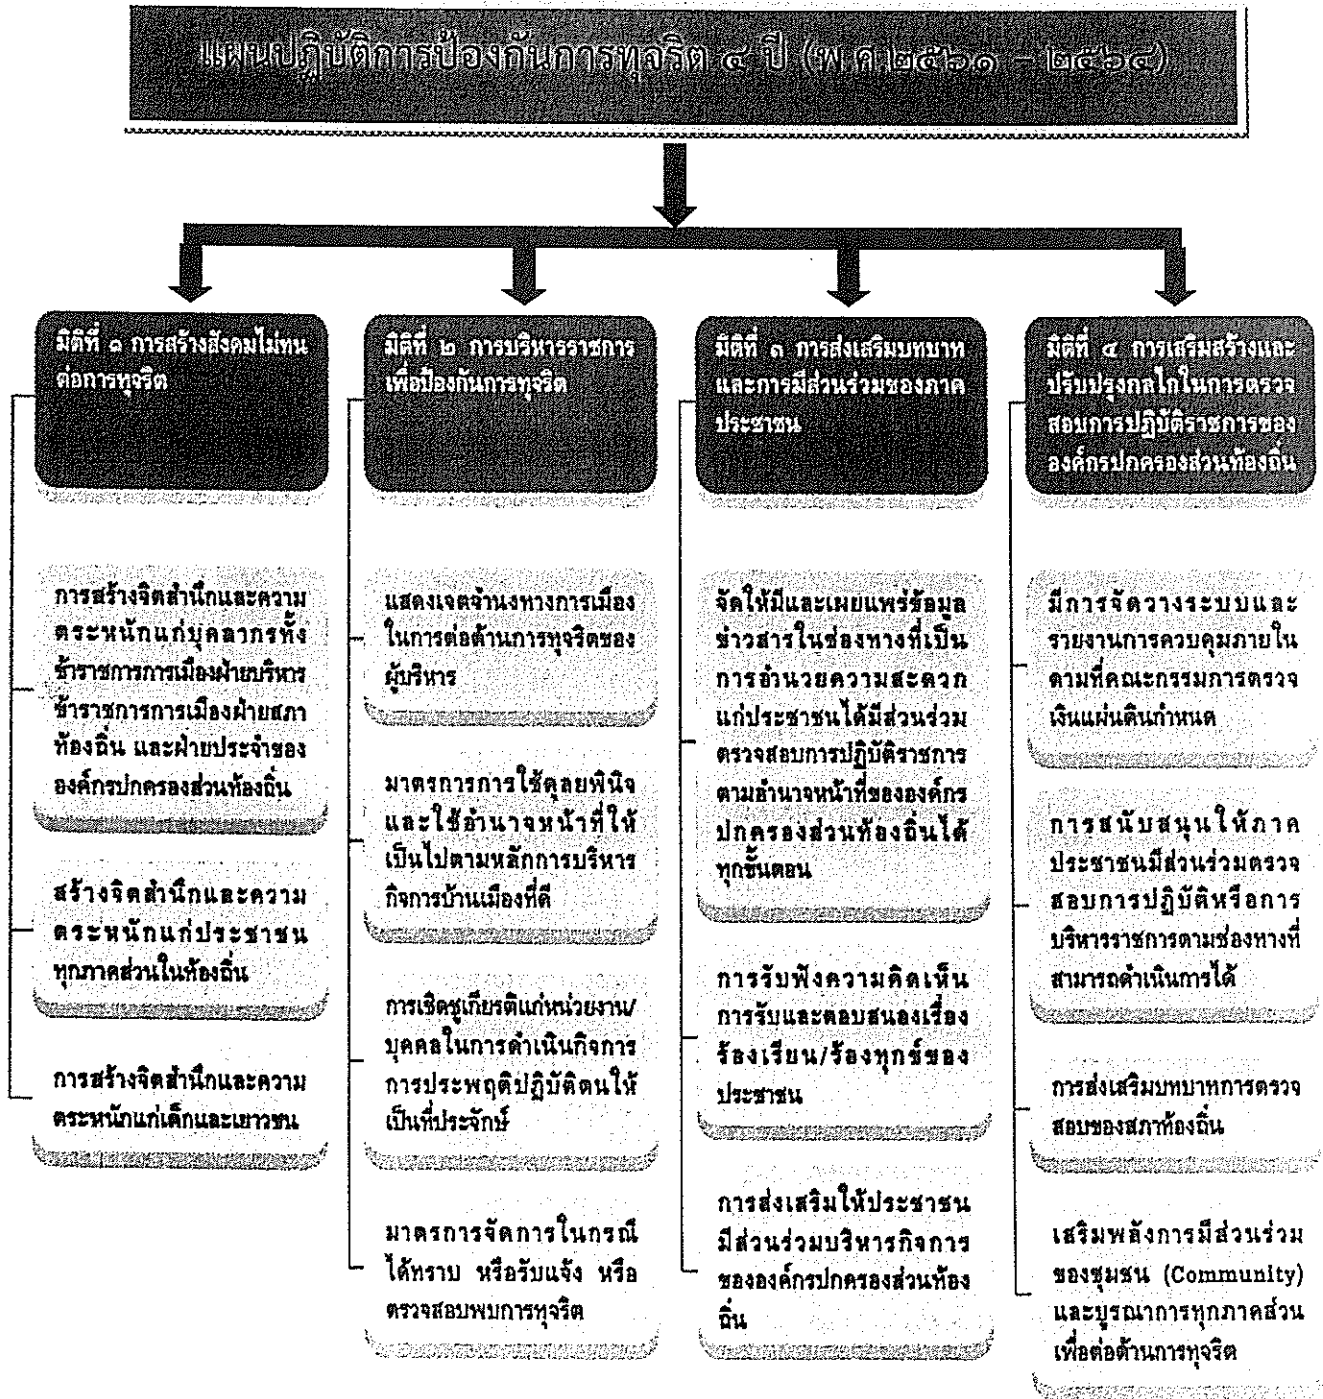 แผนปฏิบัติการป้องกันการทุจริต ๔ ปี (พ.ศ.๒๕๖๑ – ๒๕๖๔)
มิติที่ ๑ การสร้างสังคมไม่ทน
ต่อการทุจริต
การสร้างจิตสำนึกและความ
ตระหนักแก่บุคลากรทั้ง
ข้าราชการการเมืองฝ่ายบริหาร
ข้าราชการการเมืองฝ่ายสภา
ท้องถิ่น และฝ่ายประจำของ
องค์กรปกครองส่วนท้องถิ่น
สร้างจิตสำนึกและความ
ตระหนักแก่ประชาชน
ทุกภาคส่วนในท้องถิ่น
การสร้างจิตสำนึกและความ
ตระหนักแก่เด็กและเยาวชน
มิติที่ ๒ การบริหารราชการ
เพื่อป้องกันการทุจริต
แสดงเจตจำนงทางการเมือง
ในการต่อต้านการทุจริตของ
ผู้บริหาร
มาตรการการใช้ดุลยพินิจ
และใช้อำนาจหน้าที่ให้
เป็นไปตามหลักการบริหาร
กิจการบ้านเมืองที่ดี
การเชิดชูเกียรติแก่หน่วยงาน/
บุคคลในการดำเนินกิจการ
การประพฤติปฏิบัติตนให้
เป็นที่ประจักษ์
มาตรการจัดการในกรณี
ได้ทราบ หรือรับแจ้ง หรือ
ตรวจสอบพบการทุจริต
มิติที่ ๓ การส่งเสริมบทบาท
และการมีส่วนร่วมของภาค
ประชาชน
จัดให้มีและเผยแพร่ข้อมูล
ข่าวสารในช่องทางที่เป็น
การอำนวยความสะดวก
แก่ประชาชนได้มีส่วนร่วม
ตรวจสอบการปฏิบัติราชการ
ตามอำนาจหน้าที่ขององค์กร
ปกครองส่วนท้องถิ่นได้
ทุกขั้นตอน
การรับฟังความคิดเห็น
การรับและตอบสนองเรื่อง
ร้องเรียน/ร้องทุกข์ของ
ประชาชน
การส่งเสริมให้ประชาชน
มีส่วนร่วมบริหารกิจการ
ขององค์กรปกครองส่วนท้อง
ถิ่น
มิติที่ ๔ การเสริมสร้างและ
ปรับปรุงกลไกในการตรวจ
สอบการปฏิบัติราชการของ
องค์กรปกครองส่วนท้องถิ่น
มีการจัดวางระบบและ
รายงานการควบคุมภายใน
ตามที่คณะกรรมการตรวจ
เงินแผ่นดินกำหนด
การสนับสนุนให้ภาค
ประชาชนมีส่วนร่วมตรวจ
สอบการปฏิบัติหรือการ
บริหารราชการตามช่องทางที่
สามารถดำเนินการได้
การส่งเสริมบทบาทการตรวจ
สอบของสภาท้องถิ่น
เสริมพลังการมีส่วนร่วม
ของชุมชน (Community)
และบูรณาการทุกภาคส่วน
เพื่อต่อต้านการทุจริต